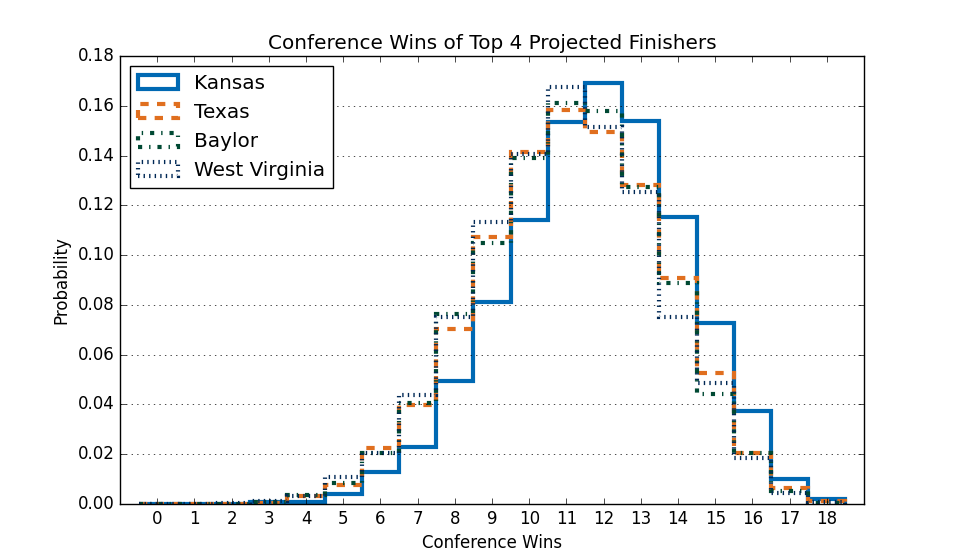 Conference Wins of Top 4 Projected Finishers
0.18
0.16
0.14
0.12
0.10
0.08
0.06
0.04
0.02
0.00
Probability
Kansas
Texas
Baylor
West Virginia
0 1 2 3 4 5 6 7 8 9 10 11 12 13 14 15 16 17 18
Conference Wins